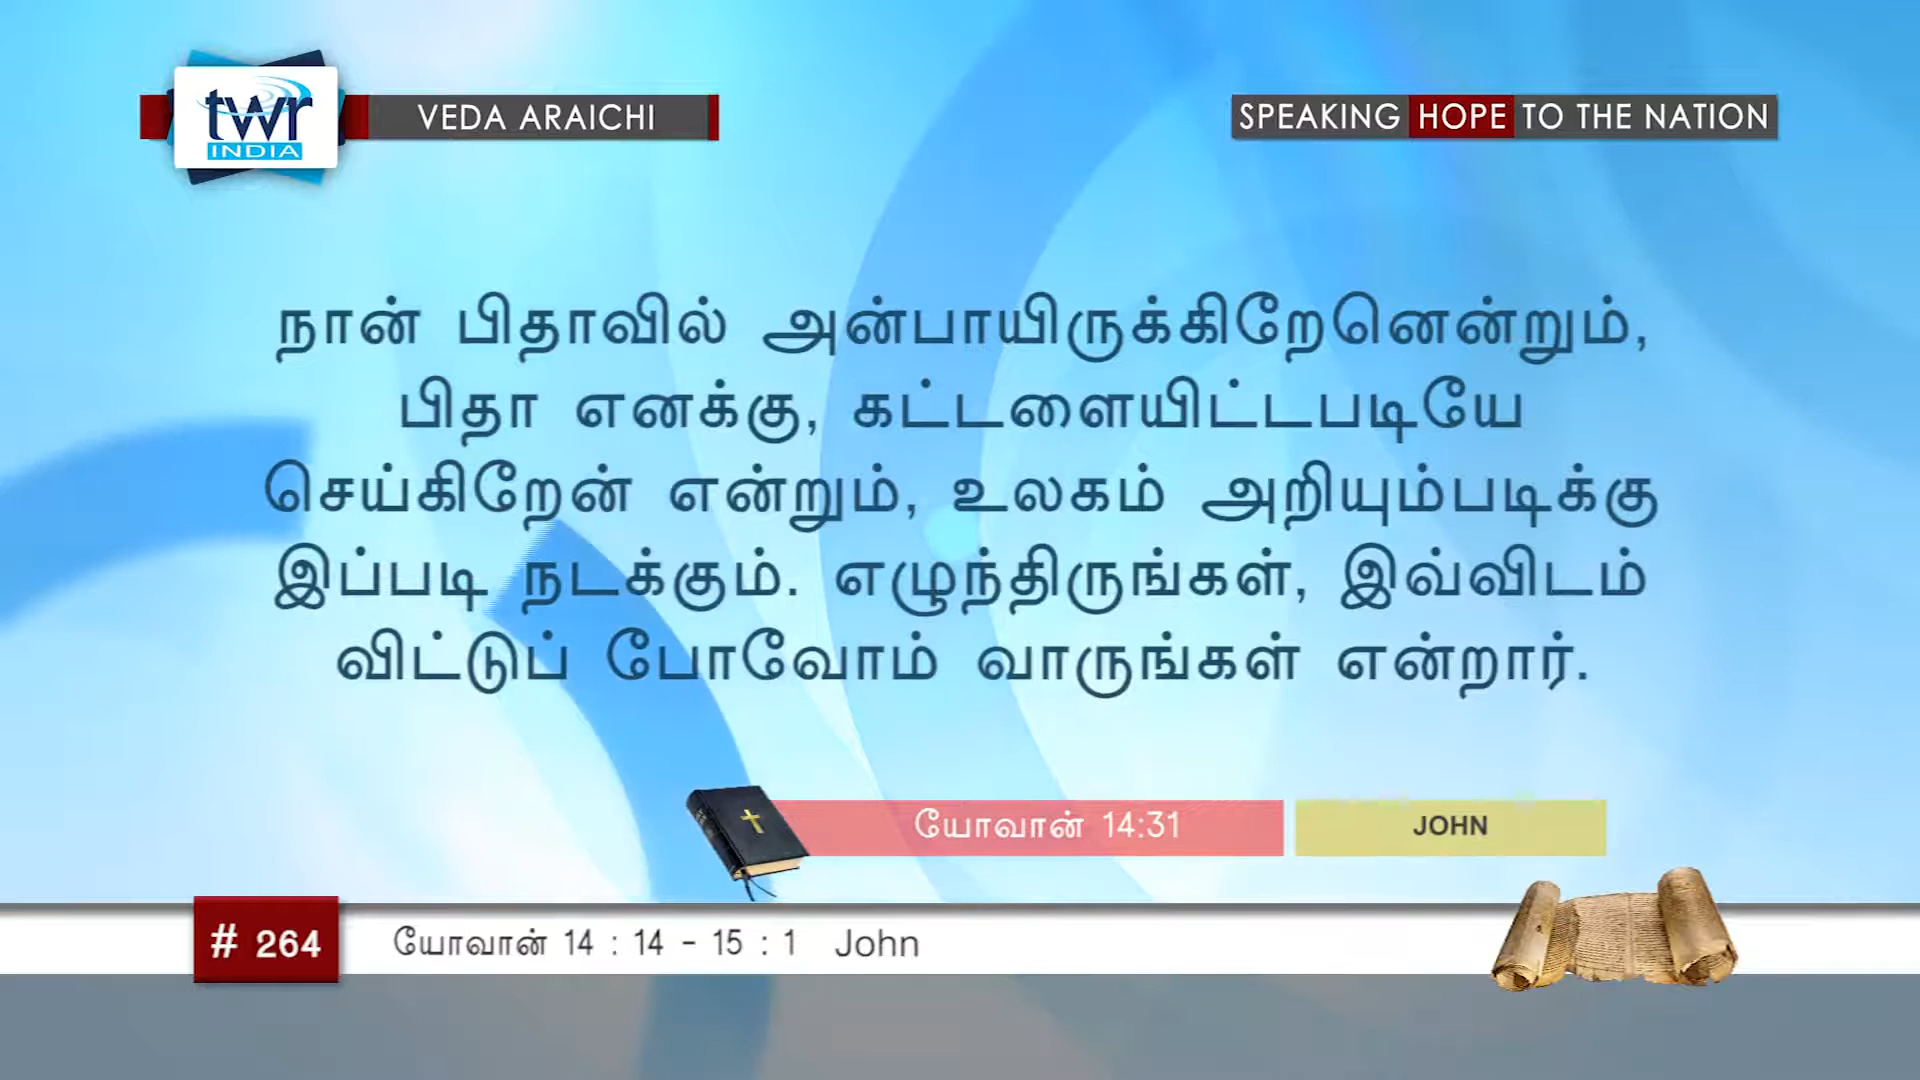 twr
INDIA
VEDA ARAICHI
SPEAKING HOPE TO THE NATION
நான் பிதாவில் அன்பாயிருக்கிறேனென்றும்,
பிதா எனக்கு, கட்டளையிட்டபடியே
செய்கிறேன் என்றும், உலகம் அறியும்படிக்கு
இப்படி நடக்கும். எழுந்திருங்கள், இவ்விடம்
விட்டுப் போவோம் வாருங்கள் என்றார்.
யோவான் 14:31
JOHN
# 264
யோவான் 14 : 14 - 15 : 1 John